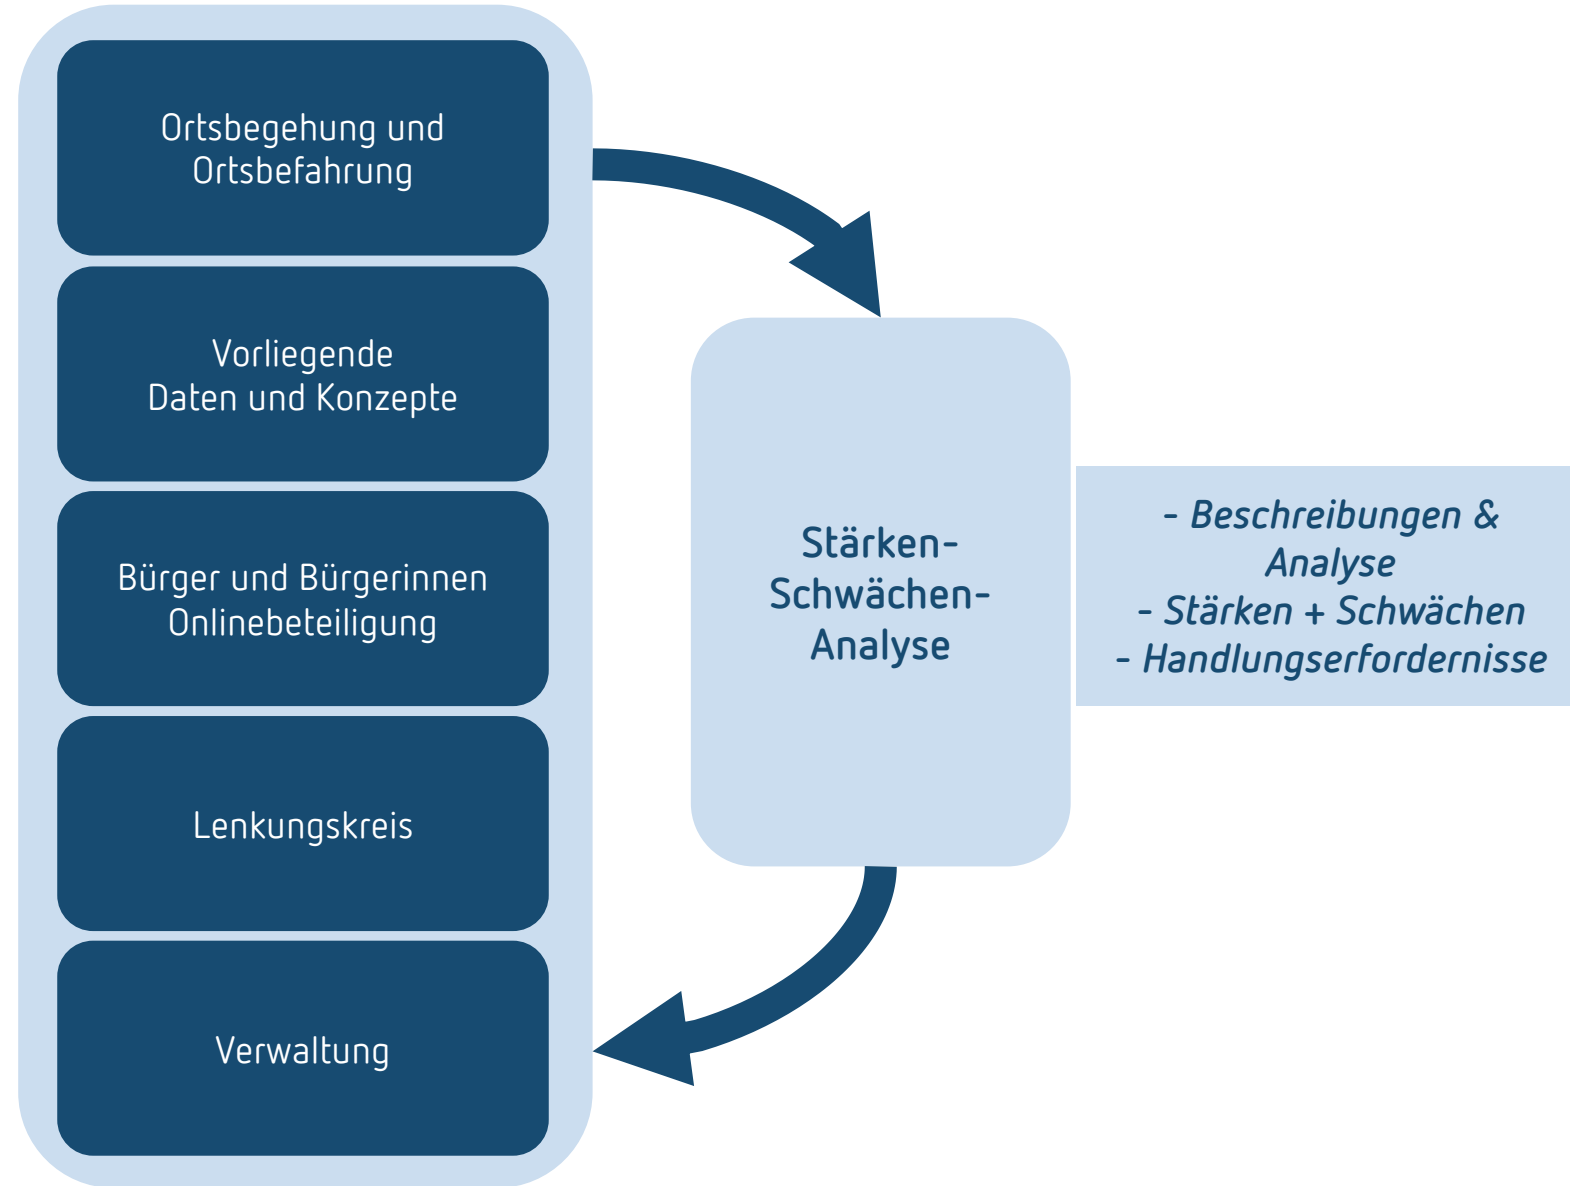 Ortsbegehung und
Ortsbefahrung
Vorliegende
Daten und Konzepte
Bürger und Bürgerinnen
Onlinebeteiligung
Lenkungskreis
Verwaltung
Stärken-
Schwächen-
Analyse
- Beschreibungen &
Analyse
- Stärken + Schwächen
- Handlungserfordernisse